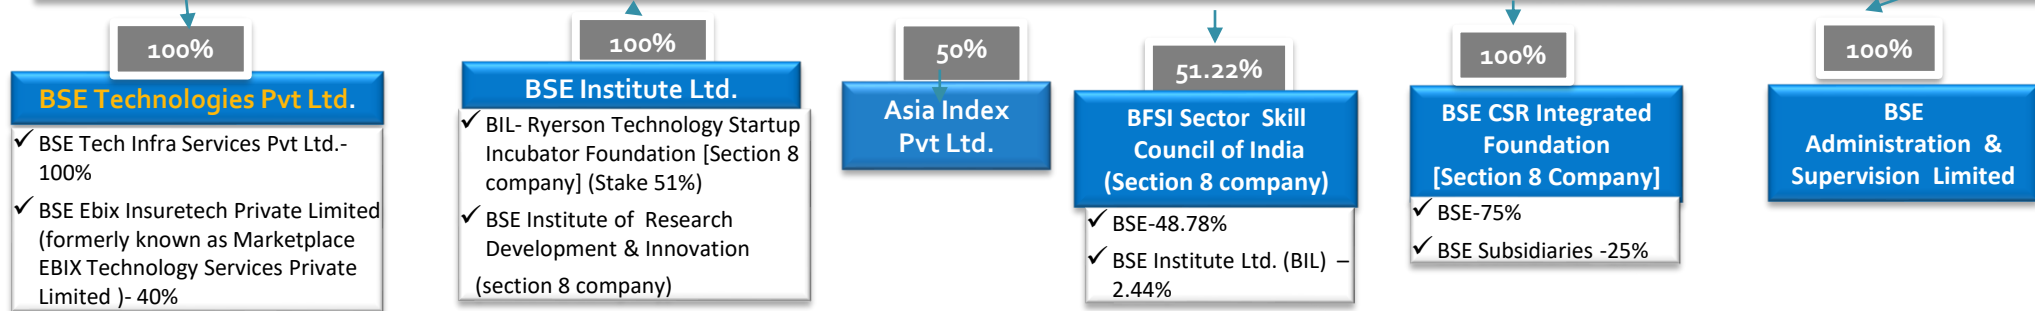 100%
BSE Technologies Pvt Ltd.
✓ BSE Tech Infra Services Pvt Ltd.-
100%
✓ BSE Ebix Insuretech Private Limited
(formerly known as Marketplace
EBIX Technology Services Private
Limited )- 40%
100%
BSE Institute Ltd.
✓ BIL- Ryerson Technology Startup
Incubator Foundation [Section 8
company] (Stake 51%)
✓ BSE Institute of Research
Development & Innovation
(section 8 company)
50%
Asia Index
Pvt Ltd.
51.22%
BFSI Sector Skill
Council of India
(Section 8 company)
✓ BSE-48.78%
✓ BSE Institute Ltd. (BIL) –
2.44%
100%
BSE CSR Integrated
Foundation
[Section 8 Company]
✓ BSE-75%
✓ BSE Subsidiaries -25%
100%
BSE
Administration &
Supervision Limited